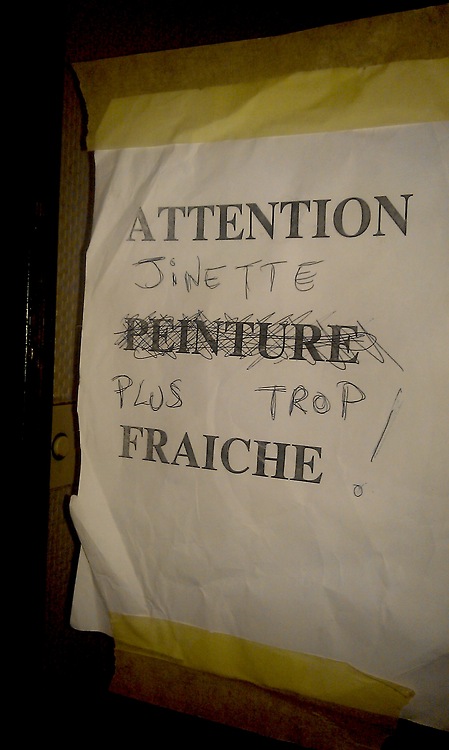 ATTENTION
JiNETTE
PEINTURE
PLUS TROP
FRAICHE !